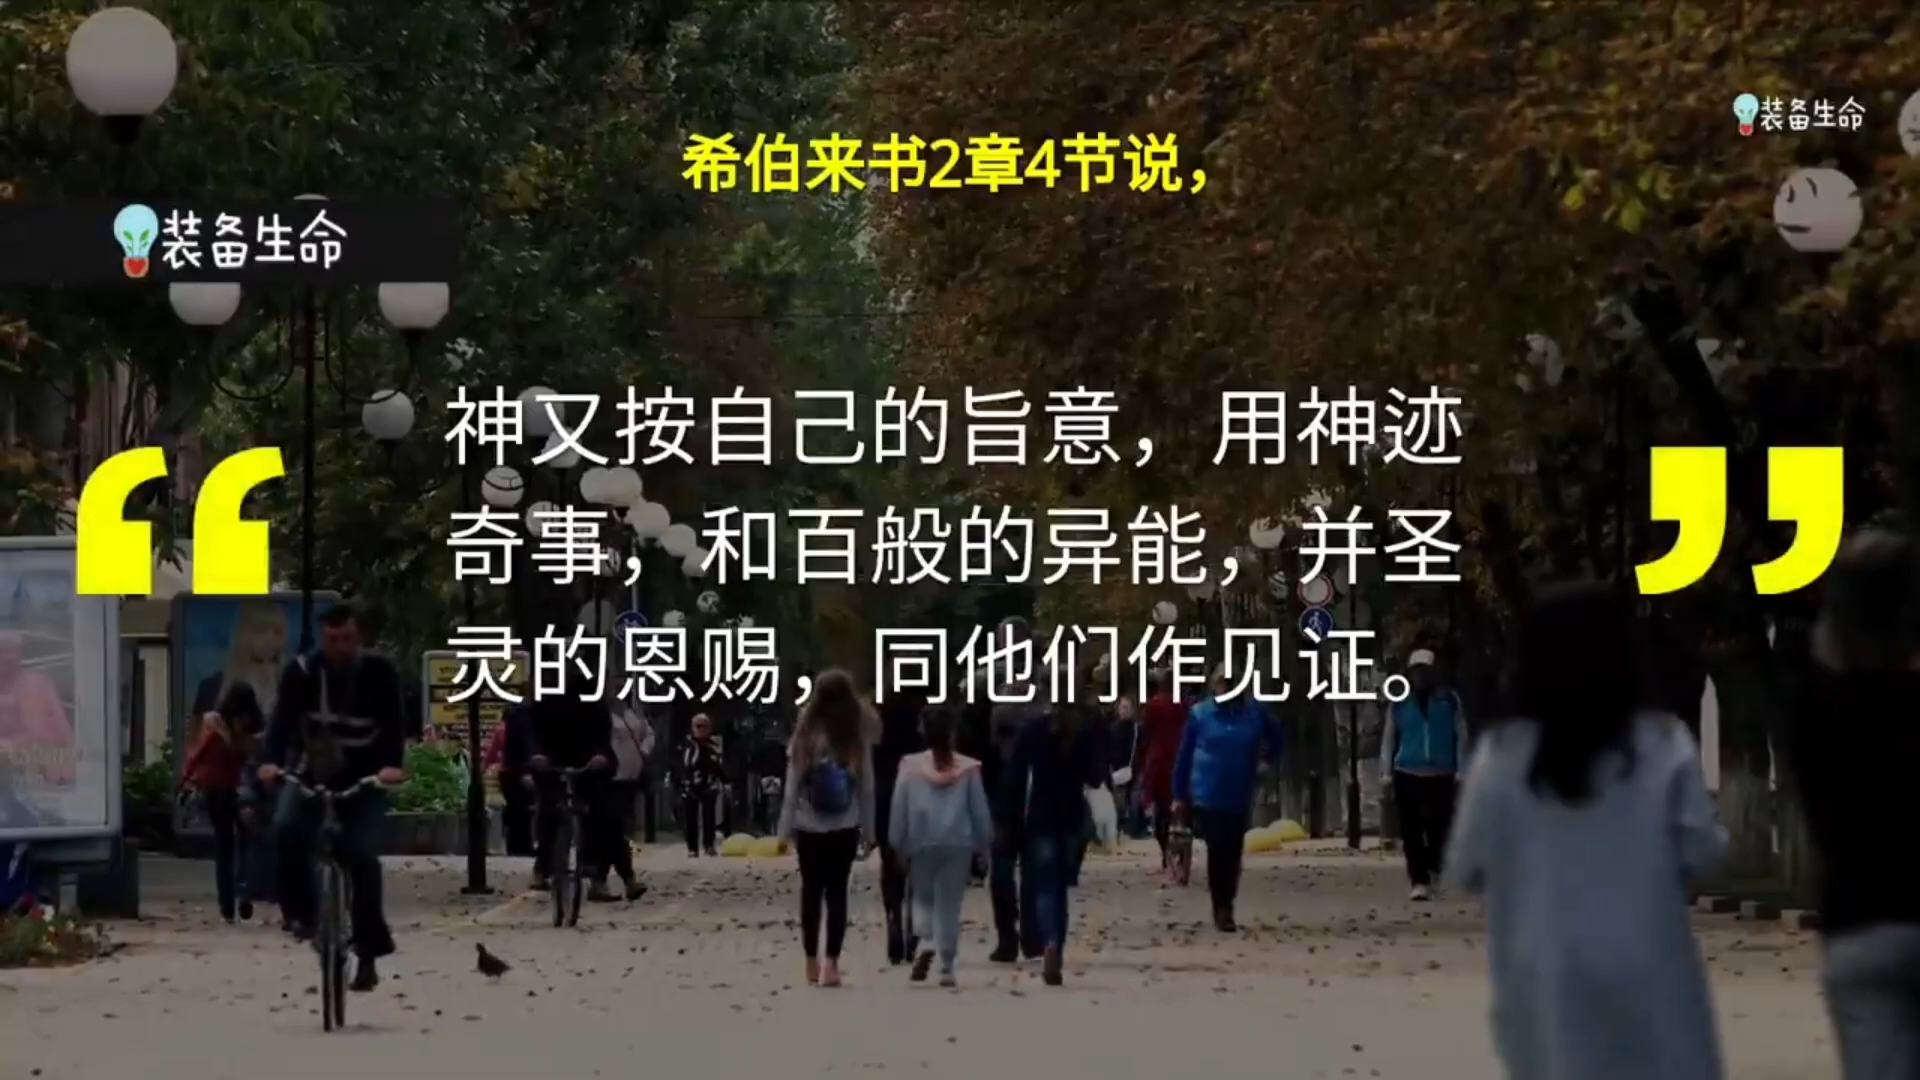 装备生命
希伯来书2章4节说，
装备生命
“神又按自己的旨意，用神迹
奇事，和百般的异能，并圣
灵的恩赐，同他们作见证。”